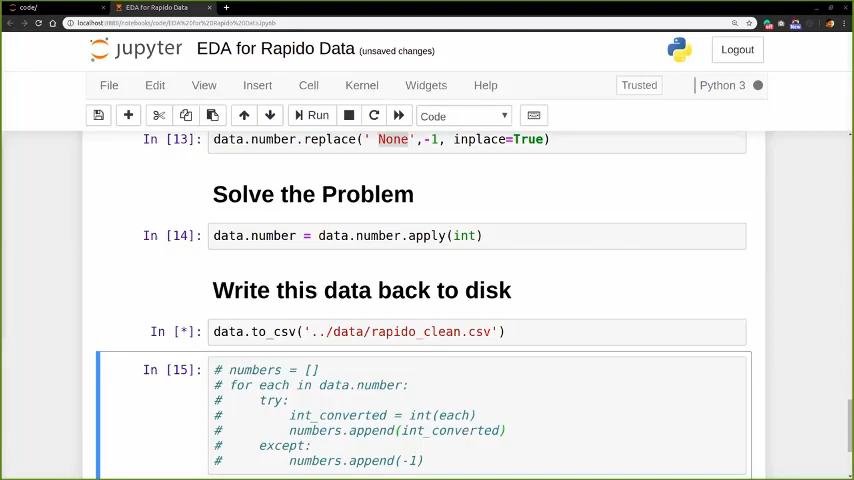 code/
EDA for Rapido Data
localhost:8888/notebooks/code/EDA%20for%20Rapido%20Data.ipynb
jupyter EDA for Rapido Data (unsaved changes)
Logout
File Edit View Insert Cell Kernel Widgets Help
Trusted
Python 3
Run
Code
In [13]: data.number.replace(' None',-1, inplace=True)
Solve the Problem
In [14]: data.number = data.number.apply(int)
Write this data back to disk
In [*]: data.to_csv('../data/rapido_clean.csv')
In [15]: # numbers = []
# for each in data.number:
#     try:
#         int_converted = int(each)
#         numbers.append(int_converted)
#     except:
#         numbers.append(-1)